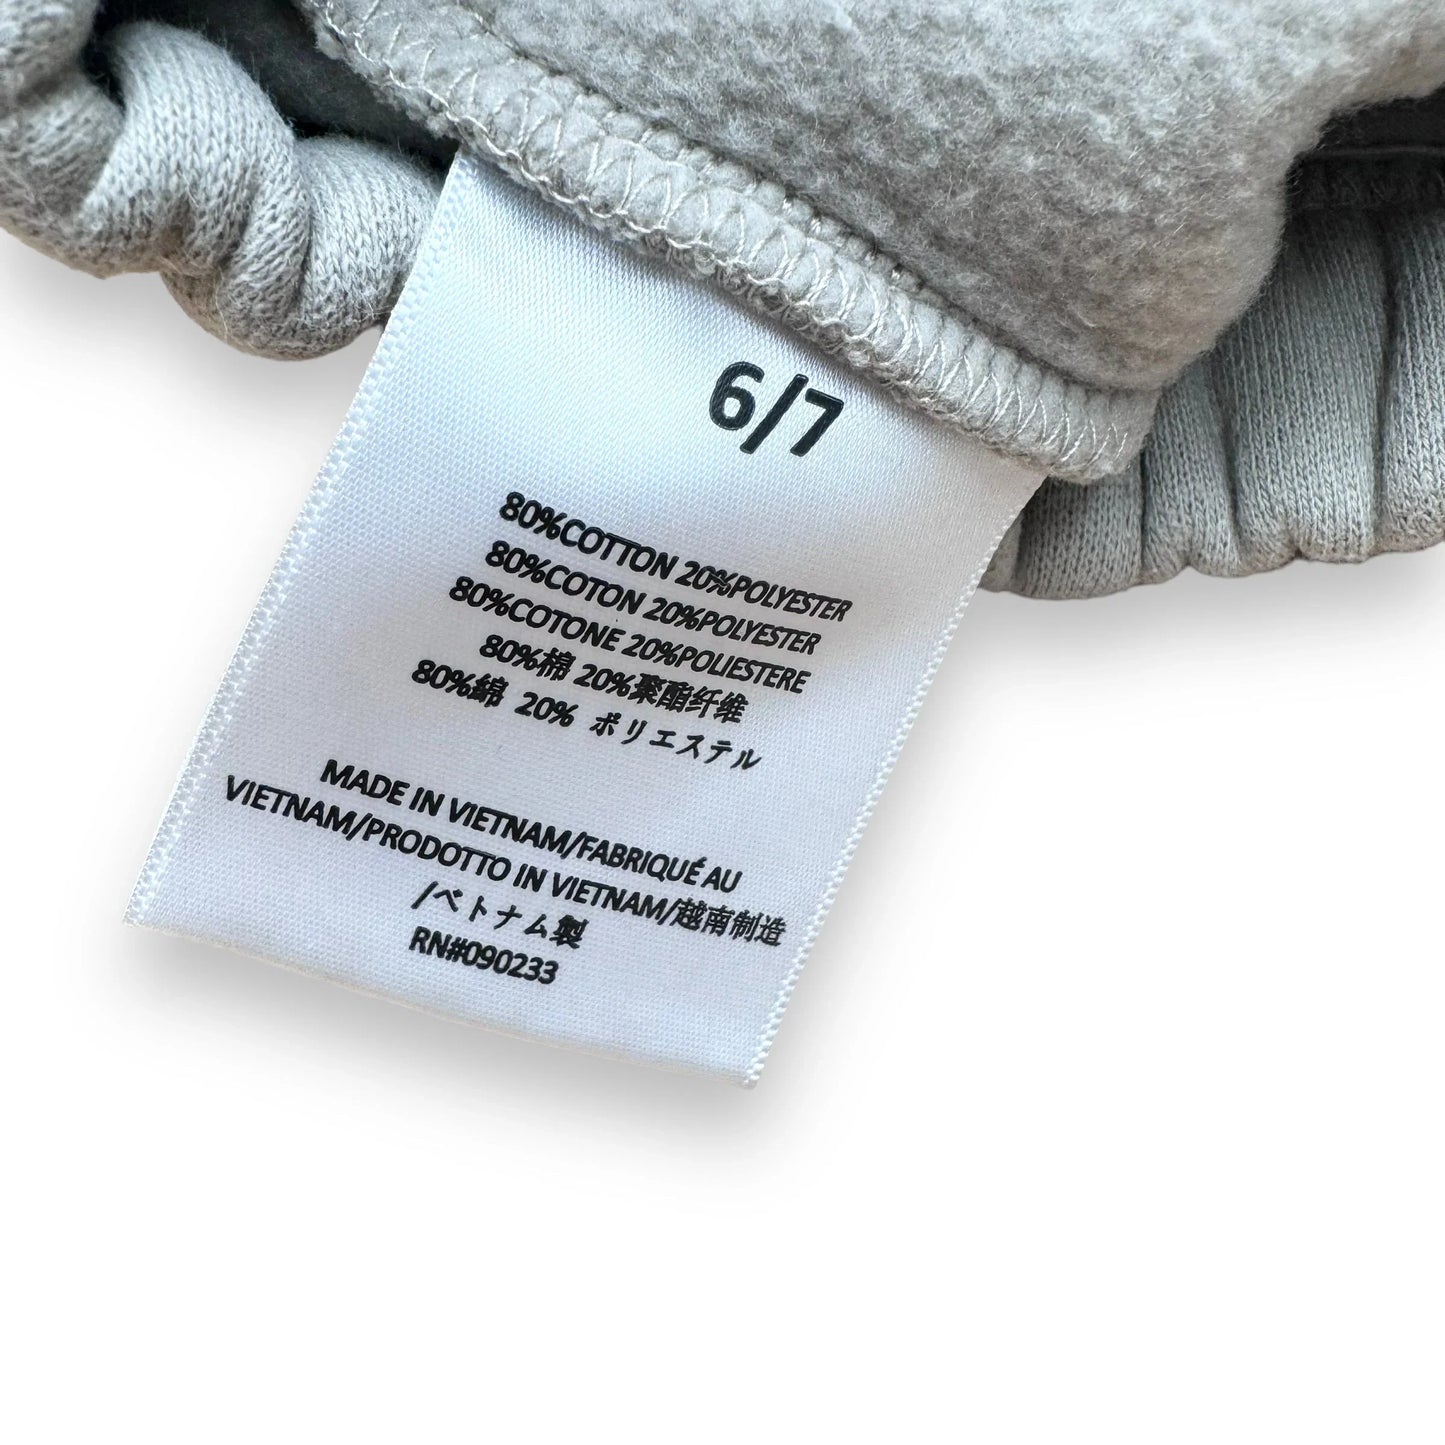 6/7
80%COTTON 20%POLYESTER
80%COTON 20%POLYESTER
80%COTONE 20%POLIESTERE
80%棉 20%聚酯纤维
80%綿 20% ポリエステル
MADE IN VIETNAM/FABRIQUÉ AU
VIETNAM/PRODOTTO IN VIETNAM/越南制造
/ベトナム製
RN#090233